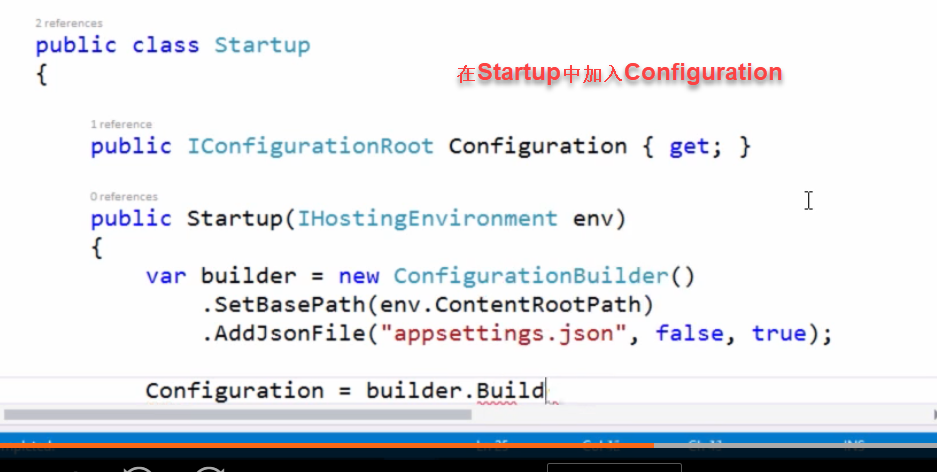 2 references
public class Startup
{
在Startup中加入Configuration
1 reference
public IConfigurationRoot Configuration { get; }
0 references
public Startup(IHostingEnvironment env)
{
var builder = new ConfigurationBuilder()
.SetBasePath(env.ContentRootPath)
.AddJsonFile("appsettings.json", false, true);
Configuration = builder.Build